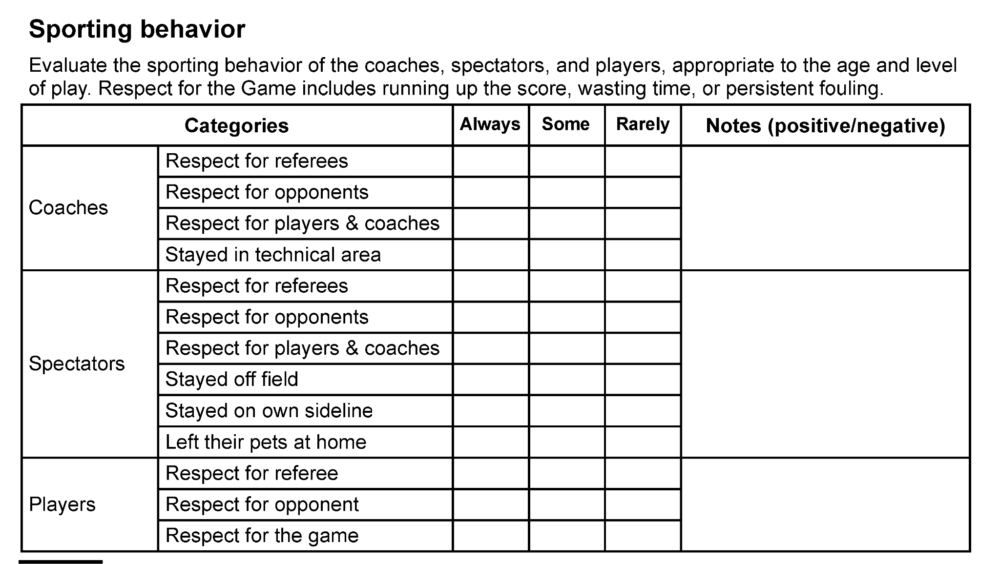 Sporting behavior
Evaluate the sporting behavior of the coaches, spectators, and players, appropriate to the age and level
of play. Respect for the Game includes running up the score, wasting time, or persistent fouling.
Categories Always Some Rarely Notes (positive/negative)
Coaches
Respect for referees
Respect for opponents
Respect for players & coaches
Stayed in technical area
Spectators
Respect for referees
Respect for opponents
Respect for players & coaches
Stayed off field
Stayed on own sideline
Left their pets at home
Players
Respect for referee
Respect for opponent
Respect for the game